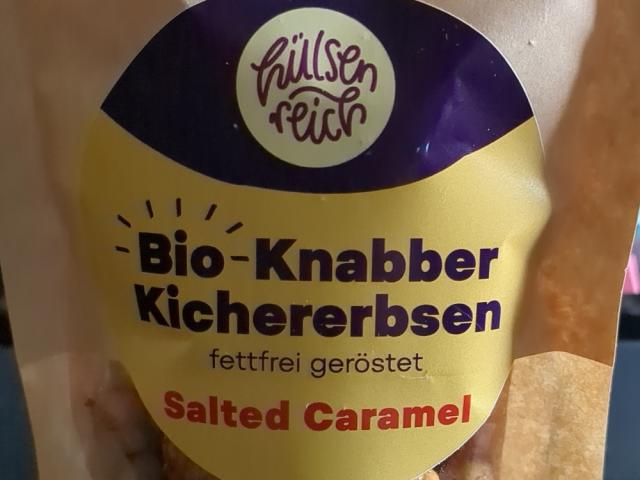 hülsen
reich
Bio-Knabber
Kichererbsen
fettfrei geröstet
Salted Caramel